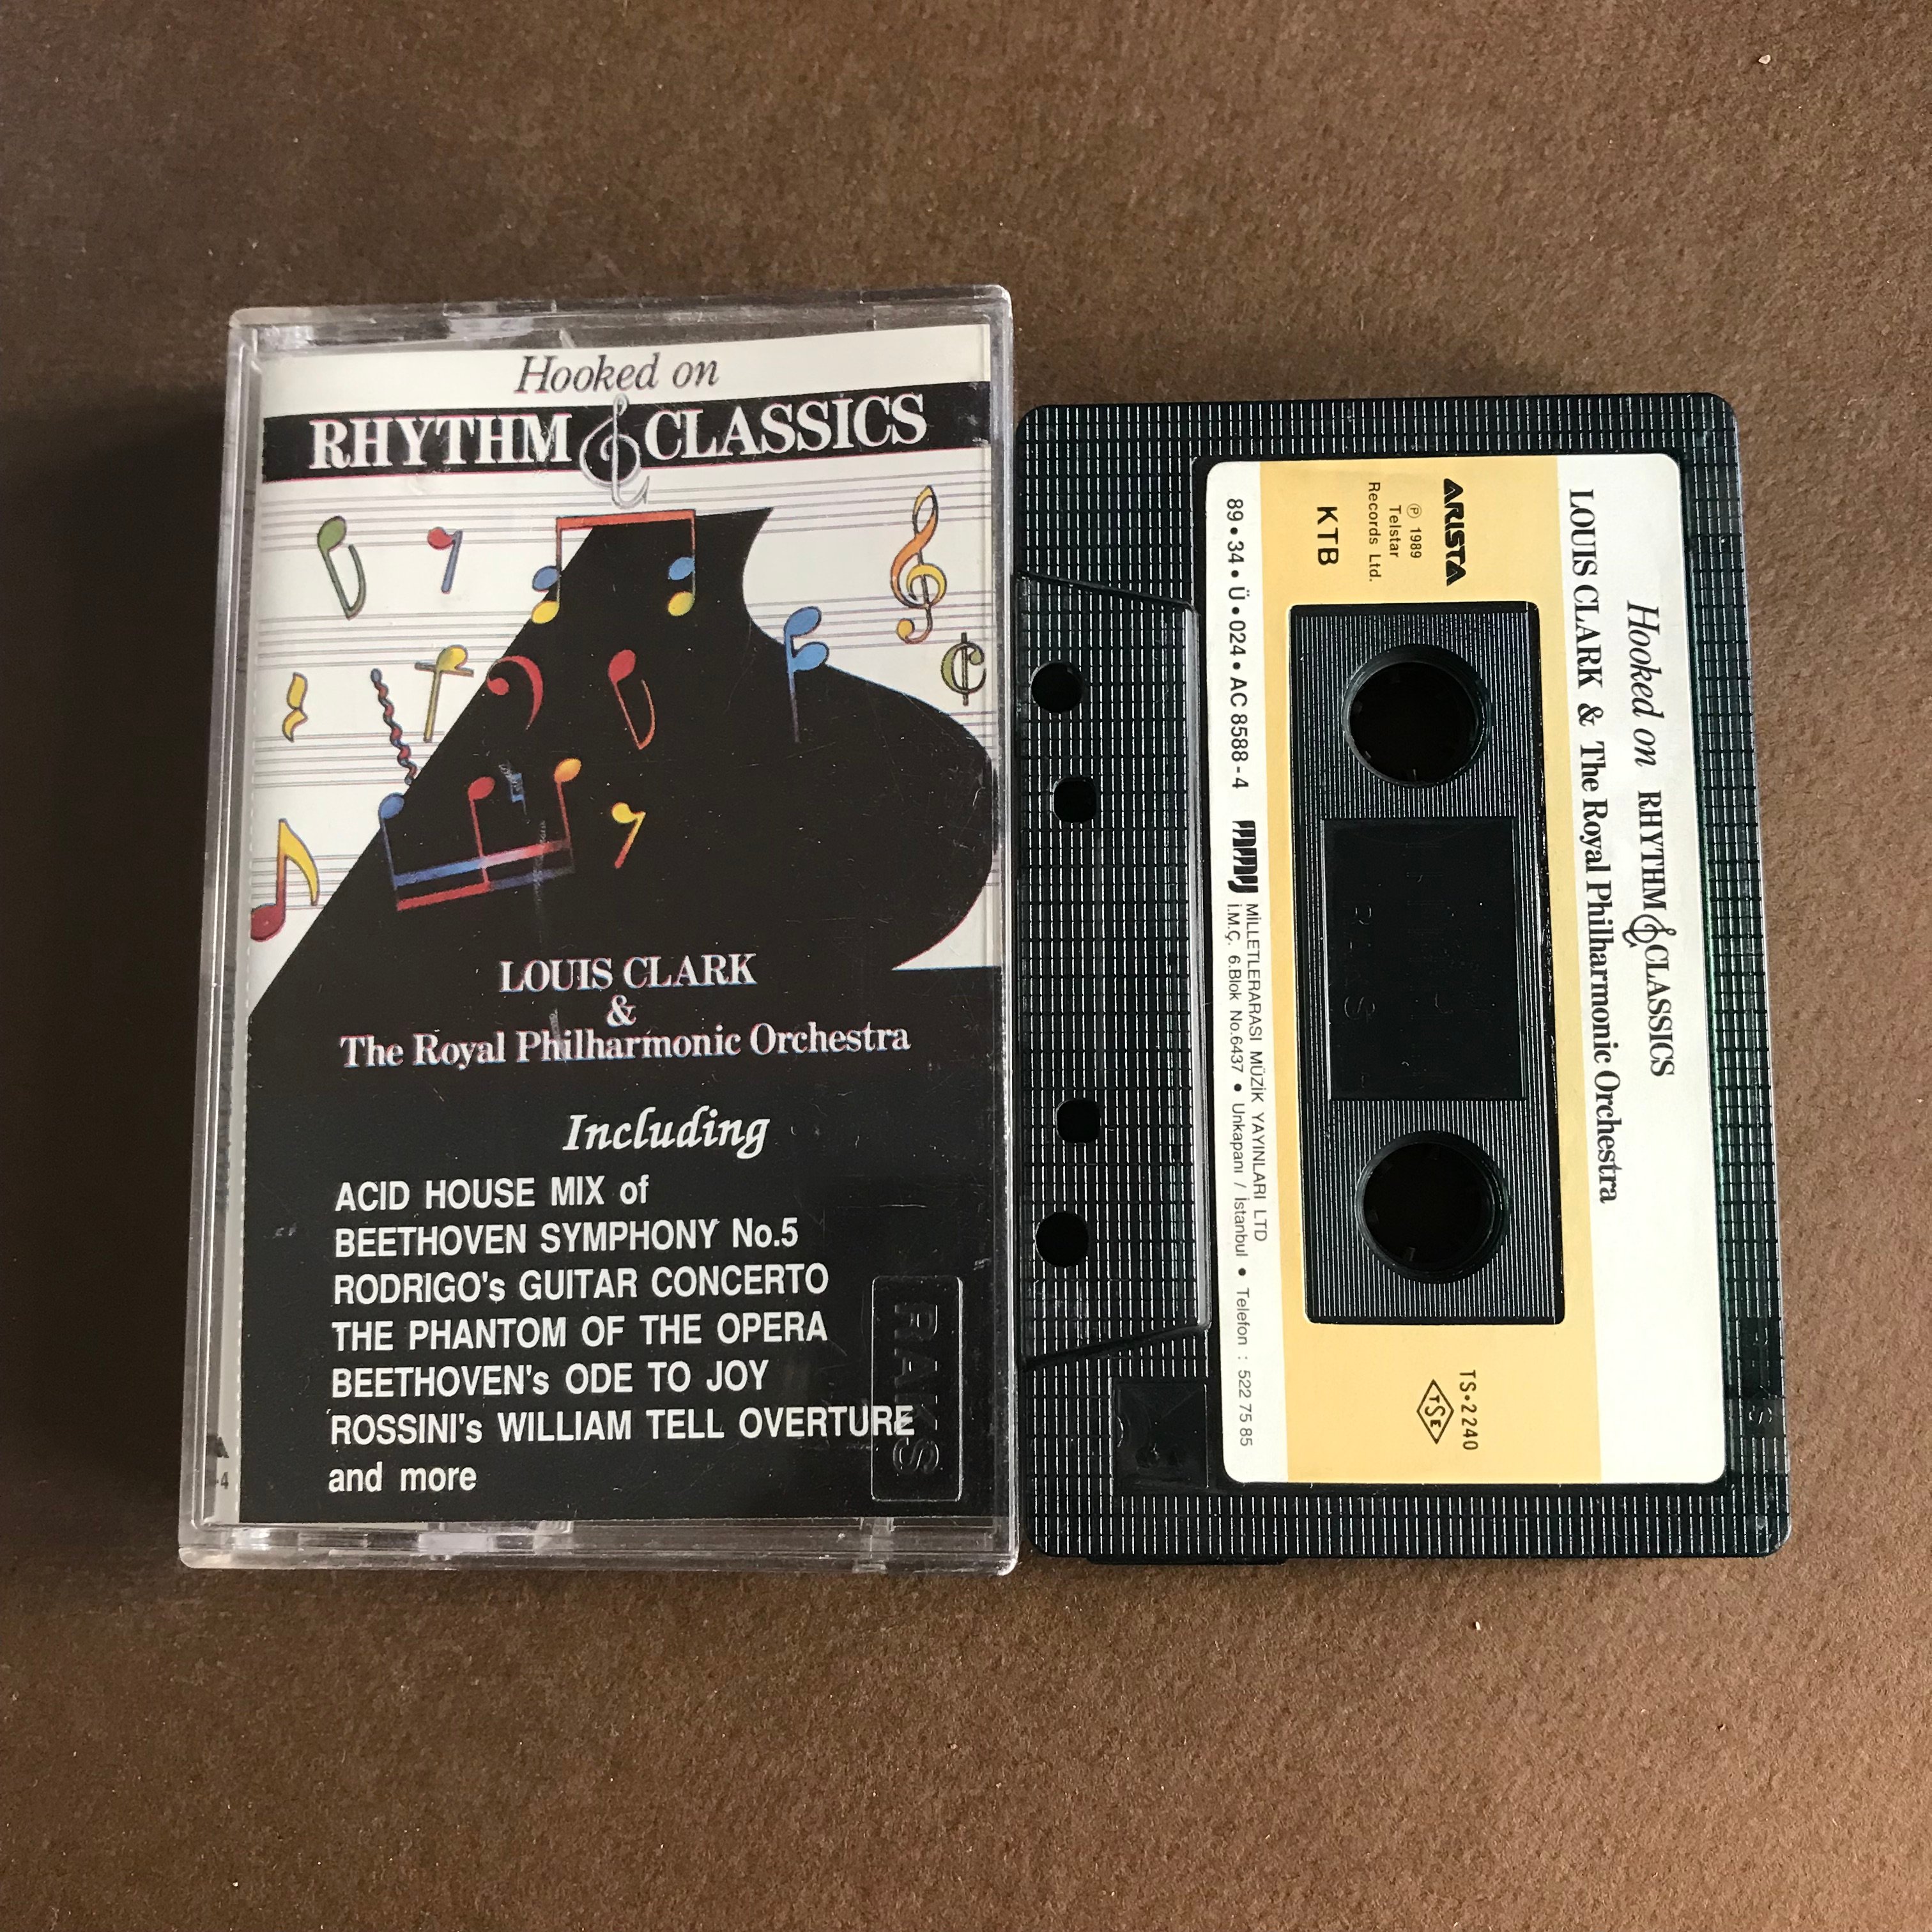 Hooked on
RHYTHM & CLASSICS
LOUIS CLARK
&
The Royal Philharmonic Orchestra
Including
ACID HOUSE MIX of
BEETHOVEN SYMPHONY No.5
RODRIGO's GUITAR CONCERTO
THE PHANTOM OF THE OPERA
BEETHOVEN's ODE TO JOY
ROSSINI's WILLIAM TELL OVERTURE
and more
RAKS
Hooked on RHYTHM & CLASSICS
LOUIS CLARK & The Royal Philharmonic Orchestra
ARISTA
℗ 1989
Telstar
Records Ltd.
KTB
TS•2240
TSE
89•34•Ü•024•AC 8588-4
MİLLETLERARASI MÜZİK YAYINLARI LTD
İ.M.Ç. 6.Blok No.6437 • Unkapanı / İstanbul • Telefon : 522 75 85